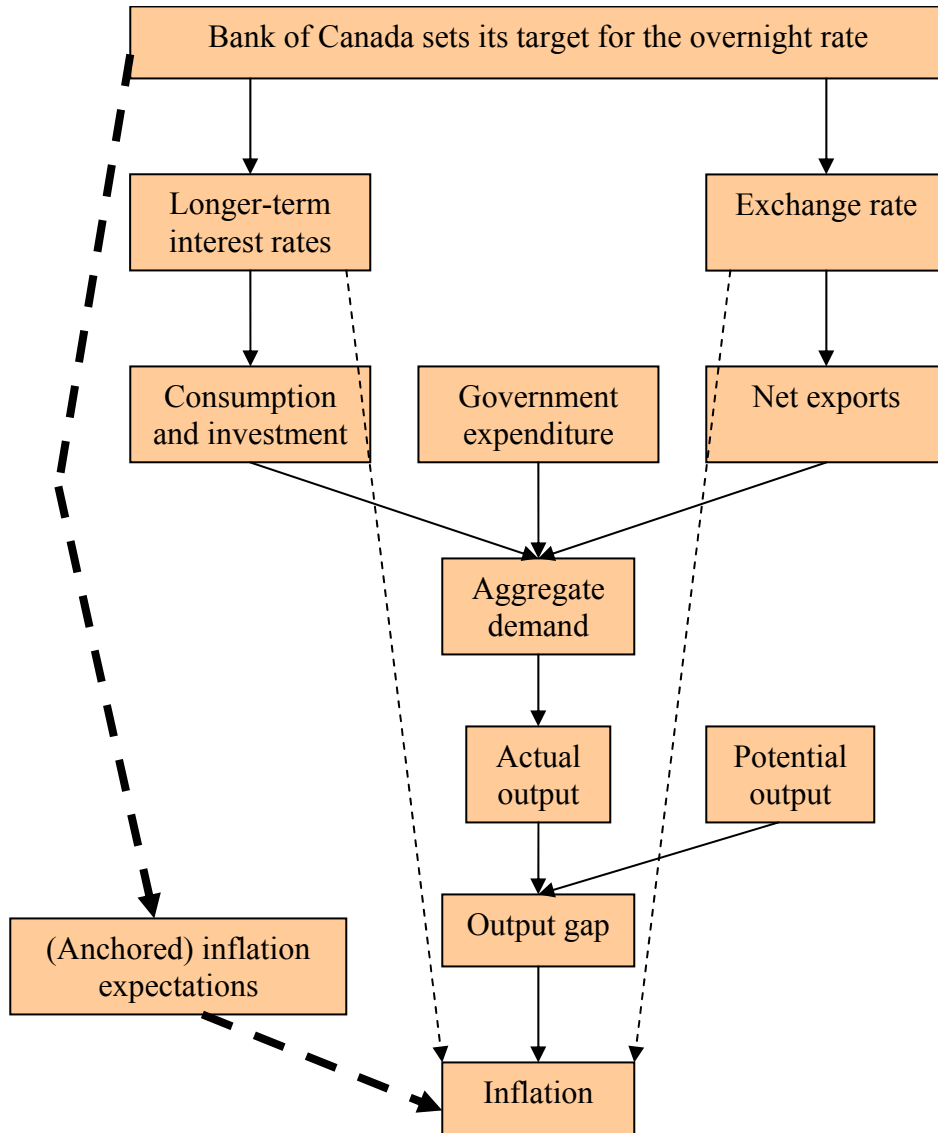 Bank of Canada sets its target for the overnight rate
Longer-term
interest rates
Exchange rate
Consumption
and investment
Government
expenditure
Net exports
Aggregate
demand
Actual
output
Potential
output
Output gap
(Anchored) inflation
expectations
Inflation